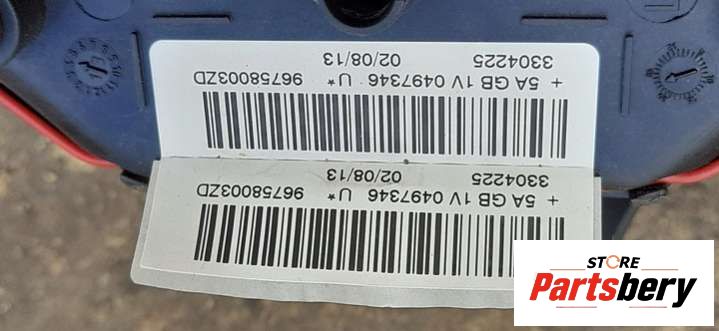 + 5A GB 1V 0497346 U* 96758003ZD
3304225 02/08/13
+ 5A GB 1V 0497346 U* 96758003ZD
3304225 02/08/13
STORE
Partsbery